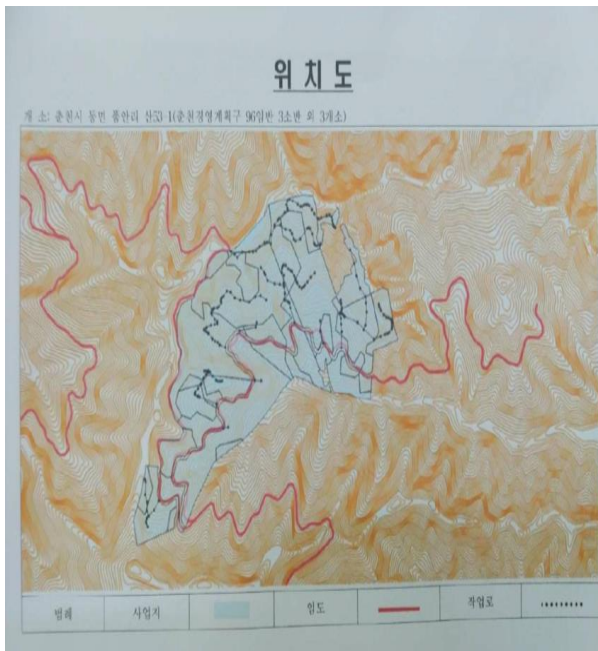 위치도
개 소: 춘천시 동면 품안리 산53-1(춘천경영계획구 96임반 3소반 외 3개소)
범례 사업지 임도 작업로